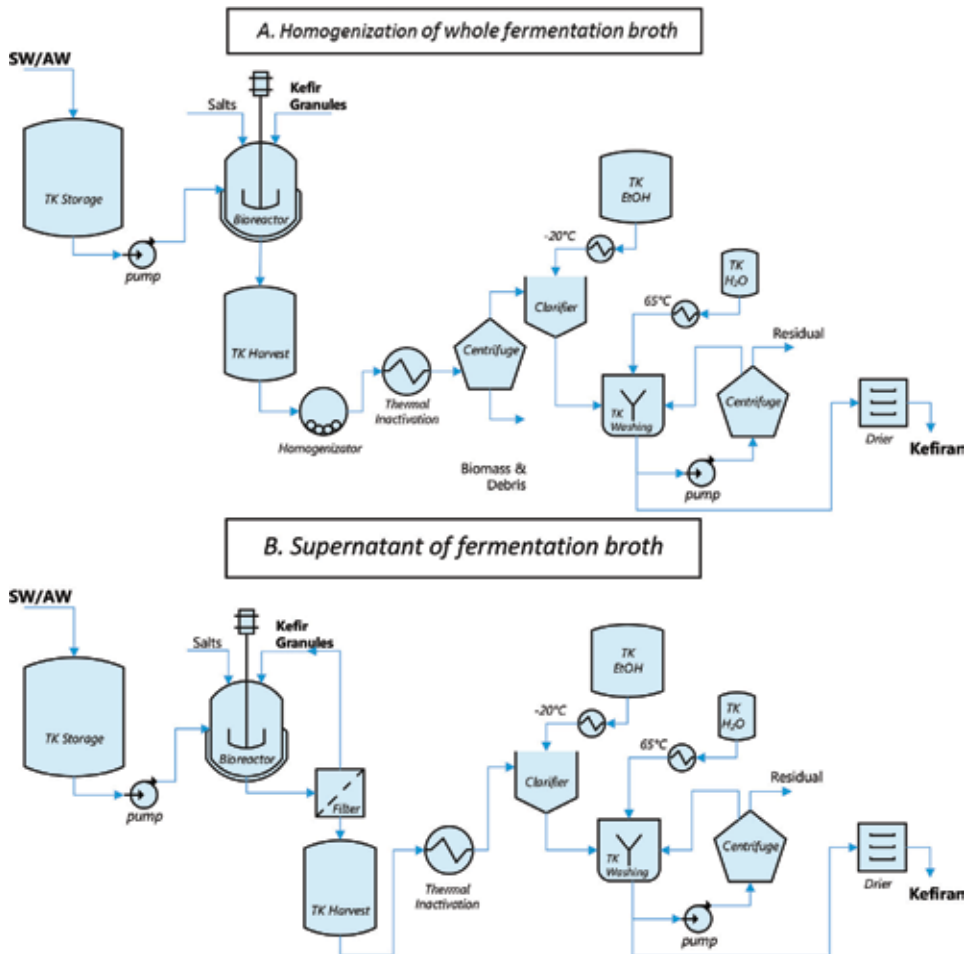 A. Homogenization of whole fermentation broth
SW/AW
Salts
Kefir
Granules
TK Storage
Bioreactor
pump
TK
EtOH
-20°C
TK
H₂O
65°C
Clarifier
Residual
TK Harvest
Centrifuge
Thermal
Inactivation
Homogenizator
TK
Washing
Centrifuge
Drier
Kefiran
Biomass &
Debris
pump
B. Supernatant of fermentation broth
SW/AW
Salts
Kefir
Granules
TK Storage
Bioreactor
pump
Filter
TK
EtOH
-20°C
TK
H₂O
65°C
Clarifier
Residual
TK Harvest
Thermal
Inactivation
TK
Washing
Centrifuge
Drier
Kefiran
pump